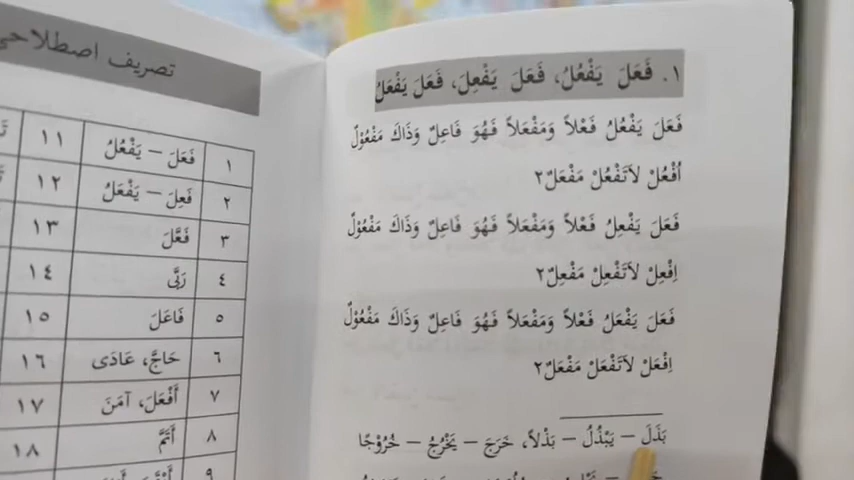 ١. فَعَلَ يَفْعُلُ، فَعَلَ يَفْعِلَ، فَعَلَ يَفْعَلُ
فَعَلَ يَفْعُلُ فَعْلاً وَمَفْعَلاً فَهُوَ فَاعِلٌ وَذَاكَ مَفْعُوْلٌ
اُفْعُلْ لاَتَفْعُلْ مَفْعَلٌ٢
فَعَلَ يَفْعِلُ فَعْلاً وَمَفْعَلاً فَهُوَ فَاعِلٌ وَذَاكَ مَفْعُوْلٌ
اِفْعِلْ لاَتَفْعِلْ مَفْعِلٌ٢
فَعَلَ يَفْعَلُ فَعْلاً وَمَفْعَلاً فَهُوَ فَاعِلٌ وَذَاكَ مَفْعُوْلٌ
اِفْعَلْ لاَتَفْعَلْ مَفْعَلٌ٢
بَذَلَ – يَبْذُلُ – بَذْلاً، خَرَجَ – يَخْرُجُ – خُرُوْجًا
تصريف اصطلاحي
١ فَعَلَ – يَفْعُلُ ١١
٢ فَعِلَ – يَفْعَلُ ١٢
٣ فَعَّلَ ١٣
٤ رَبَّى ١٤
٥ فَاعَلَ ١٥
٦ حَاجَّ، عَادَى ١٦
٧ أَفْعَلَ، آمَنَ ١٧
٨ أَتَمَّ ١٨
٩